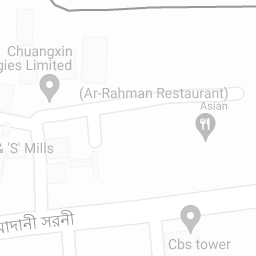 Chuangxin
gies Limited
(Ar-Rahman Restaurant)
Asian
& 'S' Mills
মাদানী সরনী
Cbs tower